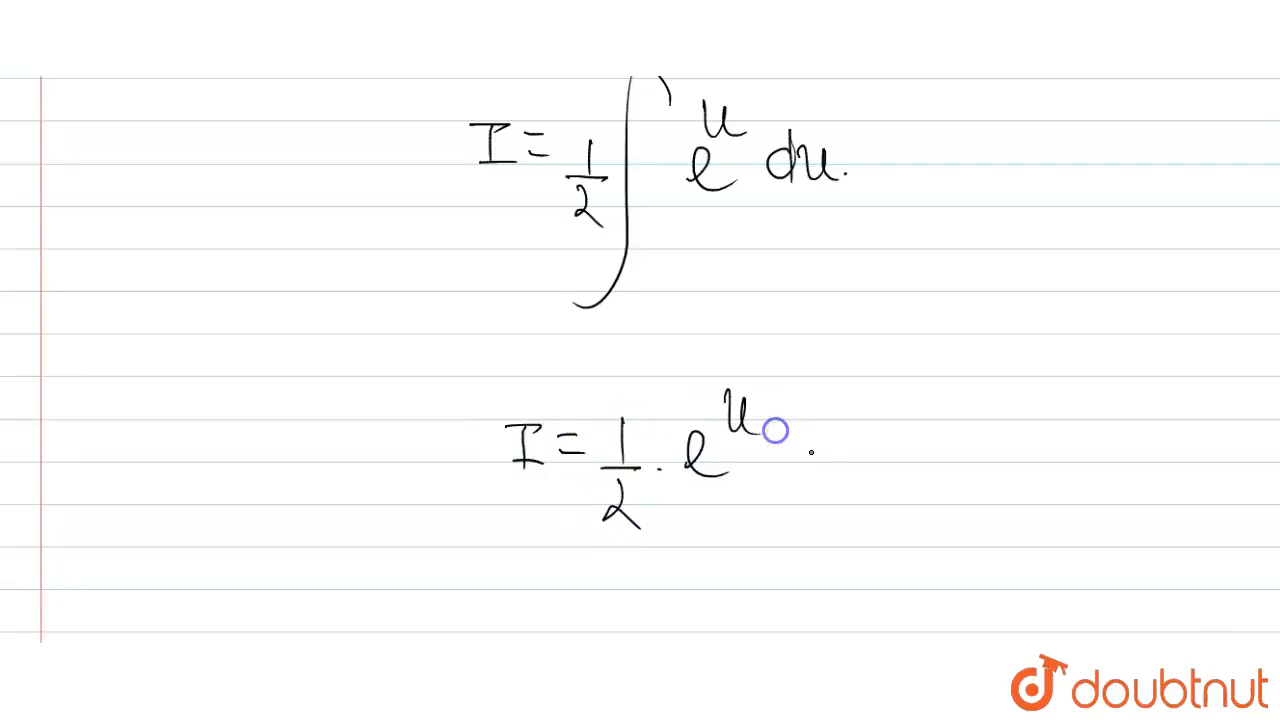 I = 1/2 ∫ e^u du.
I = 1/2 . e^u .
doubtnut